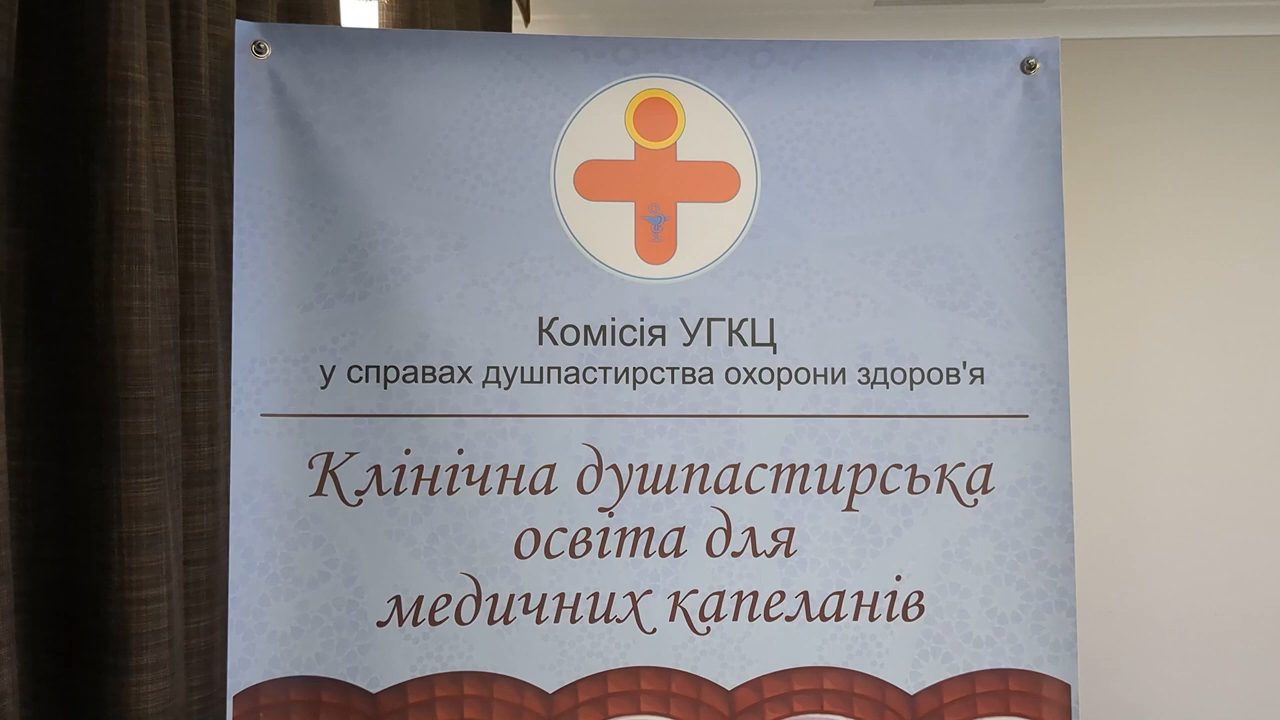 Комісія УГКЦ
у справах душпастирства охорони здоров'я
Клінічна душпастирська
освіта для
медичних капеланів